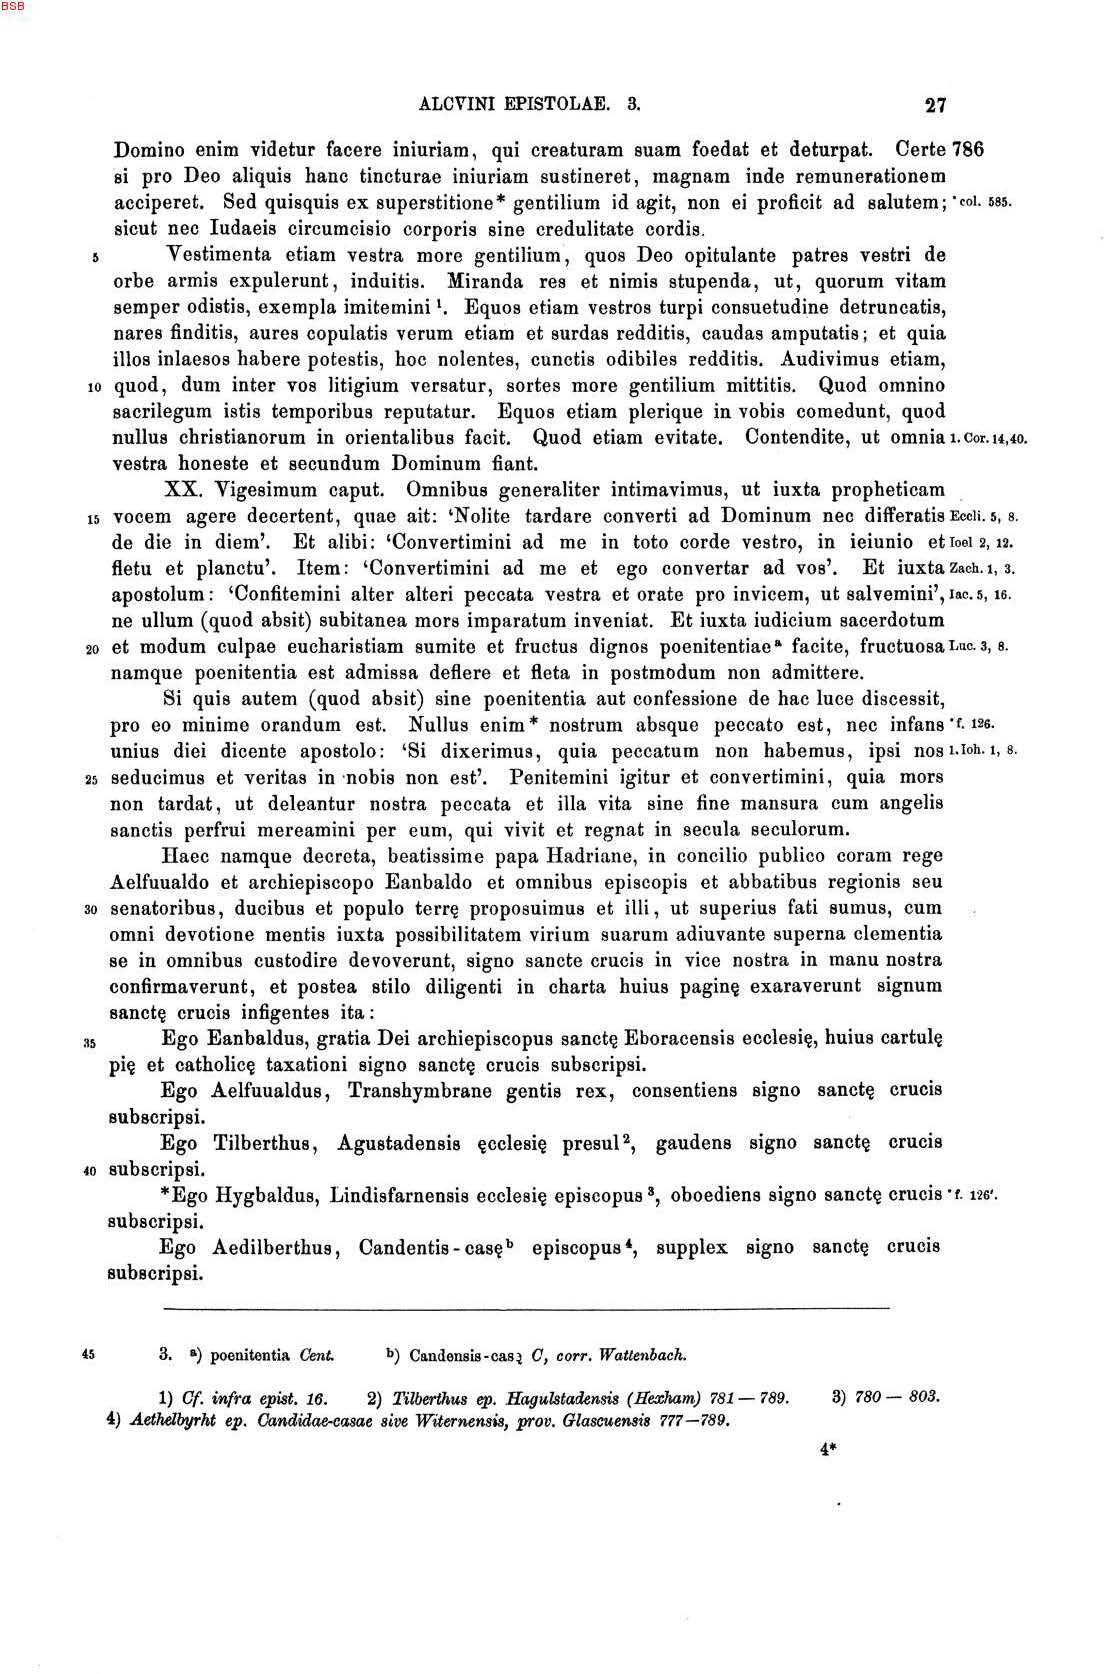 BSB
ALCVINI EPISTOLAE. 3. 27
Domino enim videtur facere iniuriam, qui creaturam suam foedat et deturpat. Certe 786
si pro Deo aliquis hanc tincturae iniuriam sustineret, magnam inde remunerationem
acciperet. Sed quisquis ex superstitione* gentilium id agit, non ei proficit ad salutem; *col. 585.
sicut nec Iudaeis circumcisio corporis sine credulitate cordis.
5 Vestimenta etiam vestra more gentilium, quos Deo opitulante patres vestri de
orbe armis expulerunt, induitis. Miranda res et nimis stupenda, ut, quorum vitam
semper odistis, exempla imitemini ¹. Equos etiam vestros turpi consuetudine detruncatis,
nares finditis, aures copulatis verum etiam et surdas redditis, caudas amputatis; et quia
illos inlaesos habere potestis, hoc nolentes, cunctis odibiles redditis. Audivimus etiam,
10 quod, dum inter vos litigium versatur, sortes more gentilium mittitis. Quod omnino
sacrilegum istis temporibus reputatur. Equos etiam plerique in vobis comedunt, quod
nullus christianorum in orientalibus facit. Quod etiam evitate. Contendite, ut omnia 1. Cor. 14,40.
vestra honeste et secundum Dominum fiant.
XX. Vigesimum caput. Omnibus generaliter intimavimus, ut iuxta propheticam
15 vocem agere decertent, quae ait: ‘Nolite tardare converti ad Dominum nec differatis Eccli. 5, 8.
de die in diem’. Et alibi: ‘Convertimini ad me in toto corde vestro, in ieiunio et Ioel 2, 12.
fletu et planctu’. Item: ‘Convertimini ad me et ego convertar ad vos’. Et iuxta Zach. 1, 3.
apostolum: ‘Confitemini alter alteri peccata vestra et orate pro invicem, ut salvemini’, Iac. 5, 16.
ne ullum (quod absit) subitanea mors imparatum inveniat. Et iuxta iudicium sacerdotum
20 et modum culpae eucharistiam sumite et fructus dignos poenitentiaeᵃ facite, fructuosa Luc. 3, 8.
namque poenitentia est admissa deflere et fleta in postmodum non admittere.
Si quis autem (quod absit) sine poenitentia aut confessione de hac luce discessit,
pro eo minime orandum est. Nullus enim* nostrum absque peccato est, nec infans *f. 126.
unius diei dicente apostolo: ‘Si dixerimus, quia peccatum non habemus, ipsi nos 1. Ioh. 1, 8.
25 seducimus et veritas in nobis non est’. Penitemini igitur et convertimini, quia mors
non tardat, ut deleantur nostra peccata et illa vita sine fine mansura cum angelis
sanctis perfrui mereamini per eum, qui vivit et regnat in secula seculorum.
Haec namque decreta, beatissime papa Hadriane, in concilio publico coram rege
Aelfuualdo et archiepiscopo Eanbaldo et omnibus episcopis et abbatibus regionis seu
30 senatoribus, ducibus et populo terrę proposuimus et illi, ut superius fati sumus, cum
omni devotione mentis iuxta possibilitatem virium suarum adiuvante superna clementia
se in omnibus custodire devoverunt, signo sancte crucis in vice nostra in manu nostra
confirmaverunt, et postea stilo diligenti in charta huius paginę exaraverunt signum
sanctę crucis infigentes ita:
35 Ego Eanbaldus, gratia Dei archiepiscopus sanctę Eboracensis ecclesię, huius cartulę
pię et catholicę taxationi signo sanctę crucis subscripsi.
Ego Aelfuualdus, Transhymbrane gentis rex, consentiens signo sanctę crucis
subscripsi.
Ego Tilberthus, Agustadensis ęcclesię presul², gaudens signo sanctę crucis
40 subscripsi.
*Ego Hygbaldus, Lindisfarnensis ecclesię episcopus³, oboediens signo sanctę crucis *f. 126'.
subscripsi.
Ego Aedilberthus, Candentis-casęᵇ episcopus⁴, supplex signo sanctę crucis
subscripsi.
45 3. ᵃ) poenitentia Cent. ᵇ) Candensis-casę C, corr. Wattenbach.
1) Cf. infra epist. 16. 2) Tilberthus ep. Hagulstadensis (Hexham) 781—789. 3) 780—803.
4) Aethelbyrht ep. Candidae-casae sive Witernensis, prov. Glascuensis 777—789.
4*